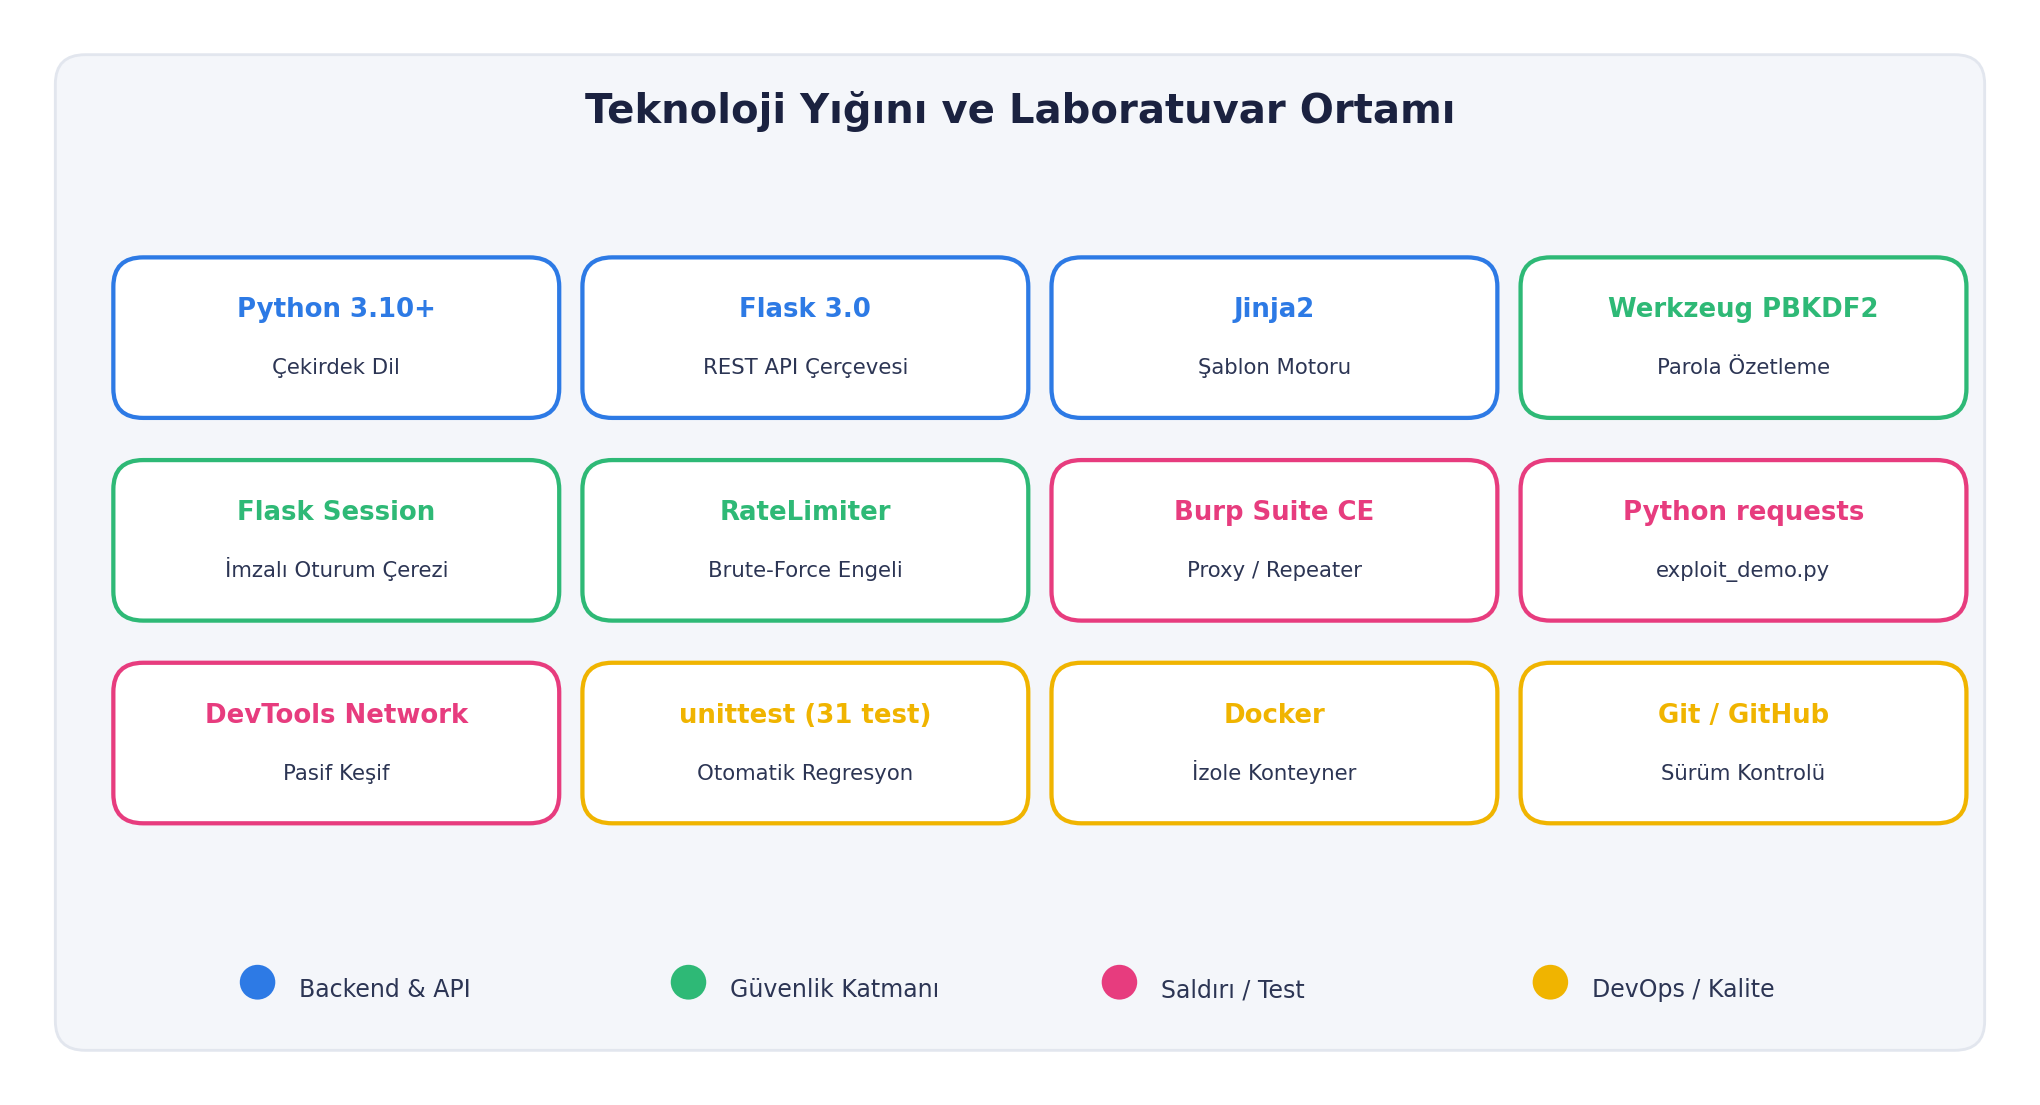 Teknoloji Yığını ve Laboratuvar Ortamı
Python 3.10+
Çekirdek Dil
Flask 3.0
REST API Çerçevesi
Jinja2
Şablon Motoru
Werkzeug PBKDF2
Parola Özetleme
Flask Session
İmzalı Oturum Çerezi
RateLimiter
Brute-Force Engeli
Burp Suite CE
Proxy / Repeater
Python requests
exploit_demo.py
DevTools Network
Pasif Keşif
unittest (31 test)
Otomatik Regresyon
Docker
İzole Konteyner
Git / GitHub
Sürüm Kontrolü
Backend & API
Güvenlik Katmanı
Saldırı / Test
DevOps / Kalite